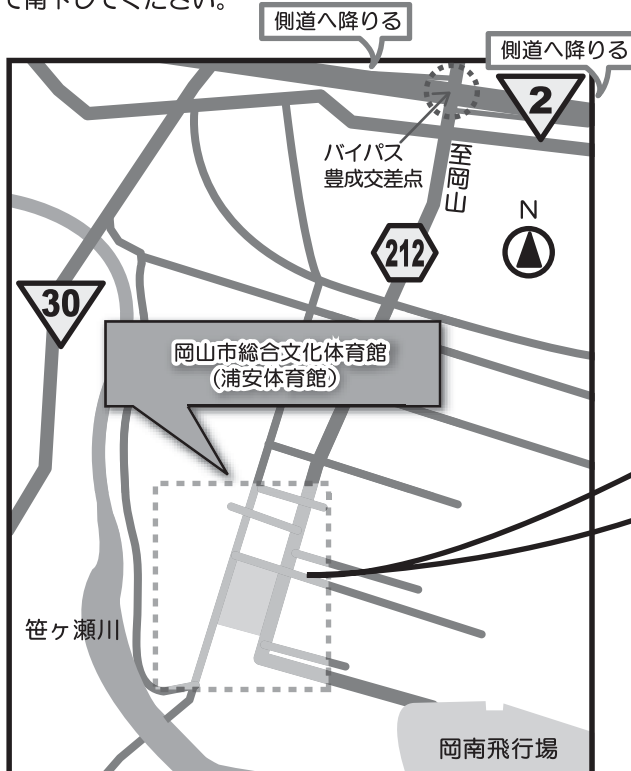 て南下してください。
側道へ降りる
側道へ降りる
2
バイパス
豊成交差点
至岡山
N
212
30
岡山市総合文化体育館
（浦安体育館）
笹ヶ瀬川
岡南飛行場